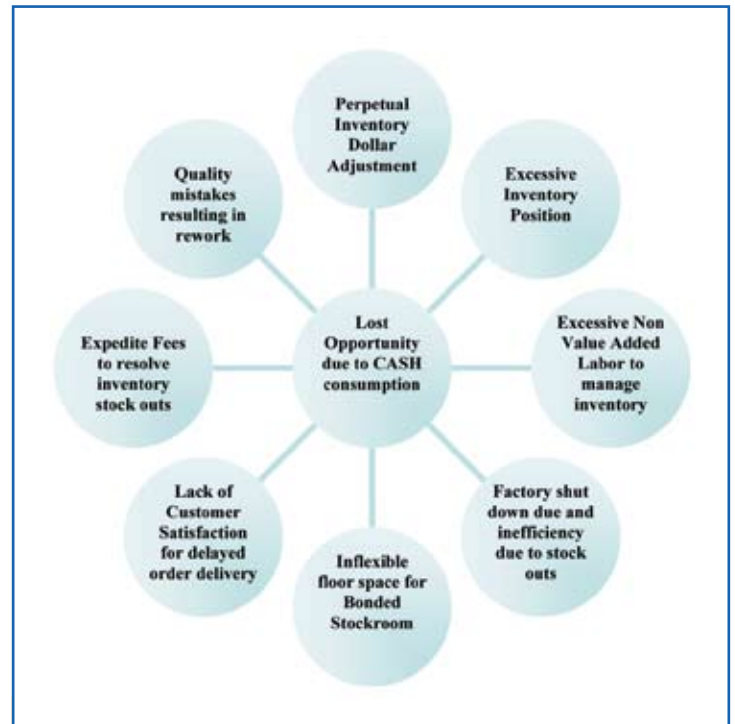 Perpetual
Inventory
Dollar
Adjustment
Excessive
Inventory
Position
Excessive Non
Value Added
Labor to
manage
inventory
Factory shut
down due and
inefficiency
due to stock
outs
Inflexible
floor space for
Bonded
Stockroom
Lack of
Customer
Satisfaction
for delayed
order delivery
Expedite Fees
to resolve
inventory
stock outs
Quality
mistakes
resulting in
rework
Lost
Opportunity
due to CASH
consumption